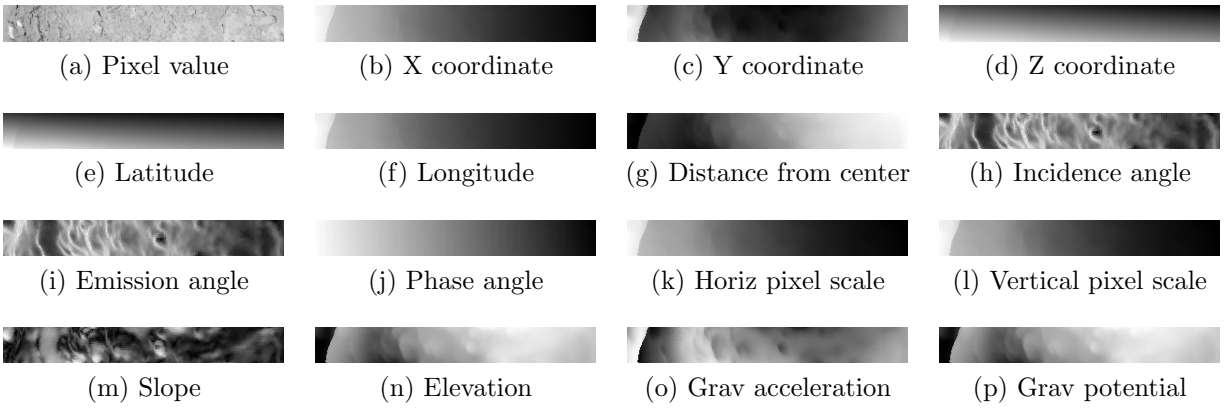 (a) Pixel value (b) X coordinate (c) Y coordinate (d) Z coordinate
(e) Latitude (f) Longitude (g) Distance from center (h) Incidence angle
(i) Emission angle (j) Phase angle (k) Horiz pixel scale (l) Vertical pixel scale
(m) Slope (n) Elevation (o) Grav acceleration (p) Grav potential